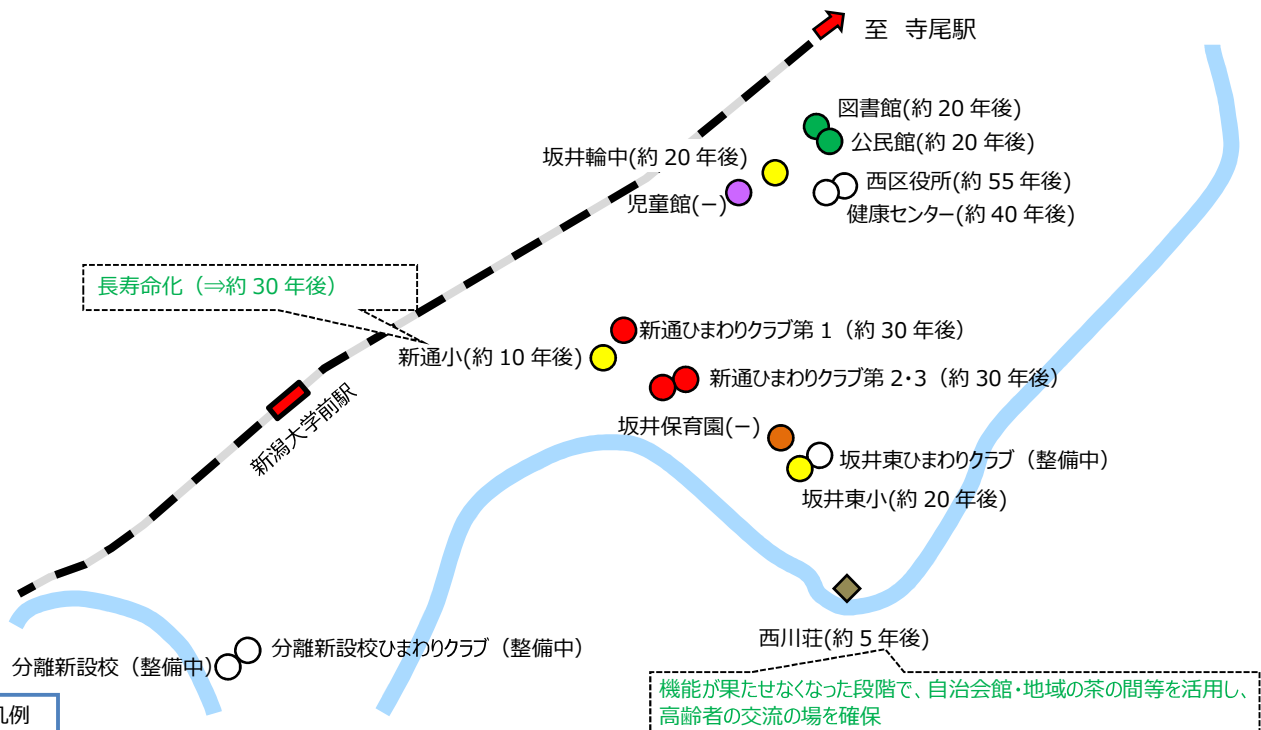 至 寺尾駅
図書館(約 20 年後)
公民館(約 20 年後)
坂井輪中(約 20 年後)
西区役所(約 55 年後)
児童館(−)
健康センター(約 40 年後)
長寿命化（⇒約 30 年後）
新通ひまわりクラブ第 1（約 30 年後）
新通小(約 10 年後)
新通ひまわりクラブ第 2・3（約 30 年後）
新潟大学前駅
坂井保育園(−)
坂井東ひまわりクラブ（整備中）
坂井東小(約 20 年後)
西川荘(約 5 年後)
分離新設校ひまわりクラブ（整備中）
分離新設校（整備中）
機能が果たせなくなった段階で、自治会館・地域の茶の間等を活用し、
高齢者の交流の場を確保
凡例